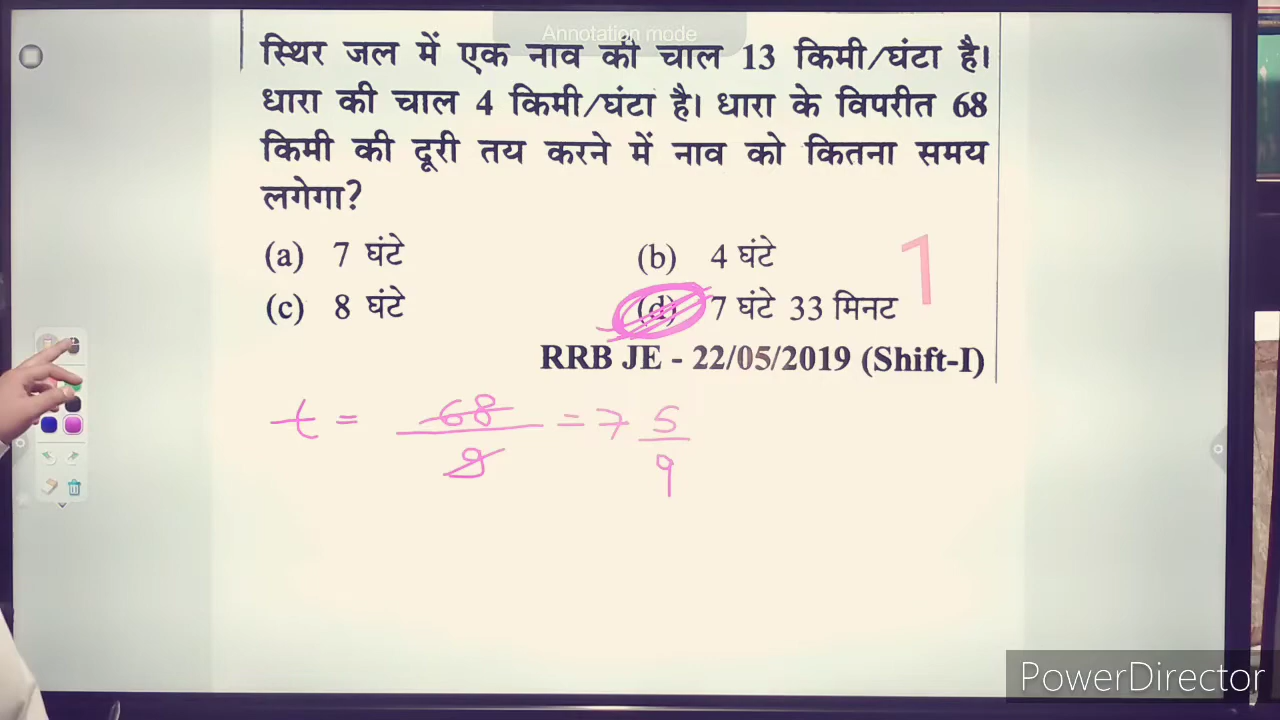 Annotation mode
स्थिर जल में एक नाव की चाल 13 किमी/घंटा है।
धारा की चाल 4 किमी/घंटा है। धारा के विपरीत 68
किमी की दूरी तय करने में नाव को कितना समय
लगेगा?
(a) 7 घंटे (b) 4 घंटे
(c) 8 घंटे (d) 7 घंटे 33 मिनट
1
RRB JE - 22/05/2019 (Shift-I)
t = 68/9 = 7 5/9
PowerDirector